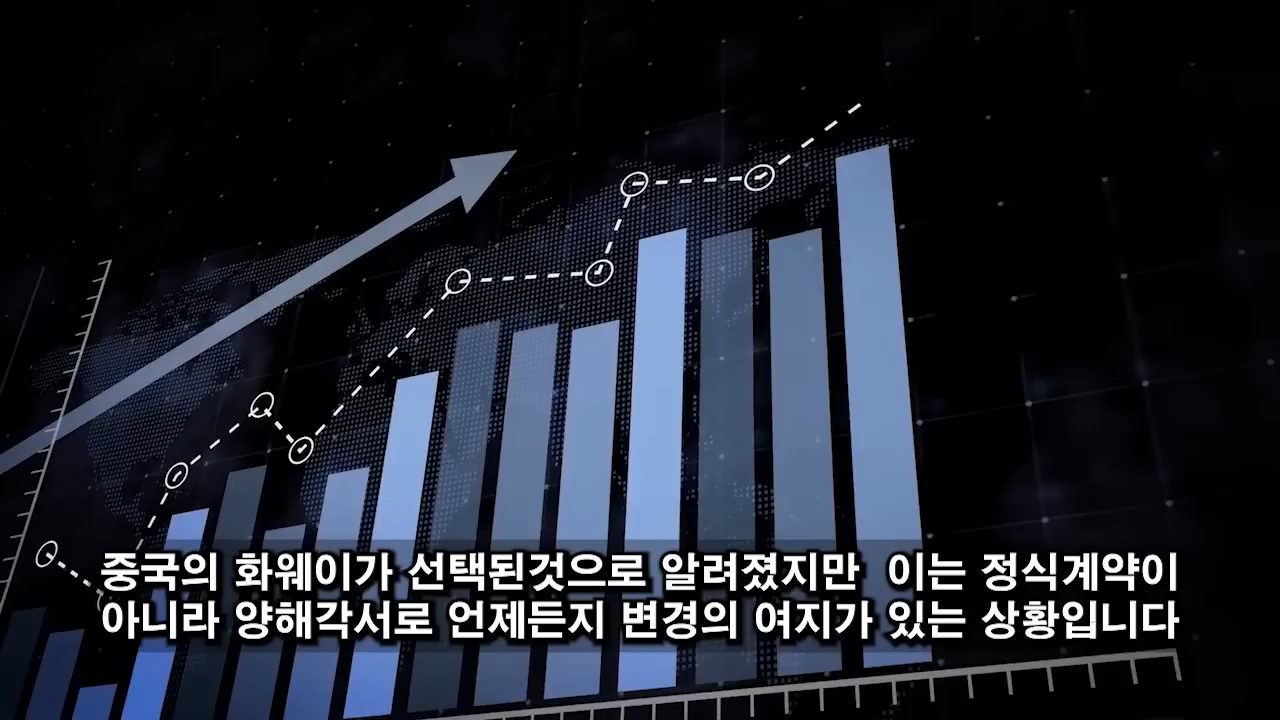 중국의 화웨이가 선택된것으로 알려졌지만 이는 정식계약이
아니라 양해각서로 언제든지 변경의 여지가 있는 상황입니다